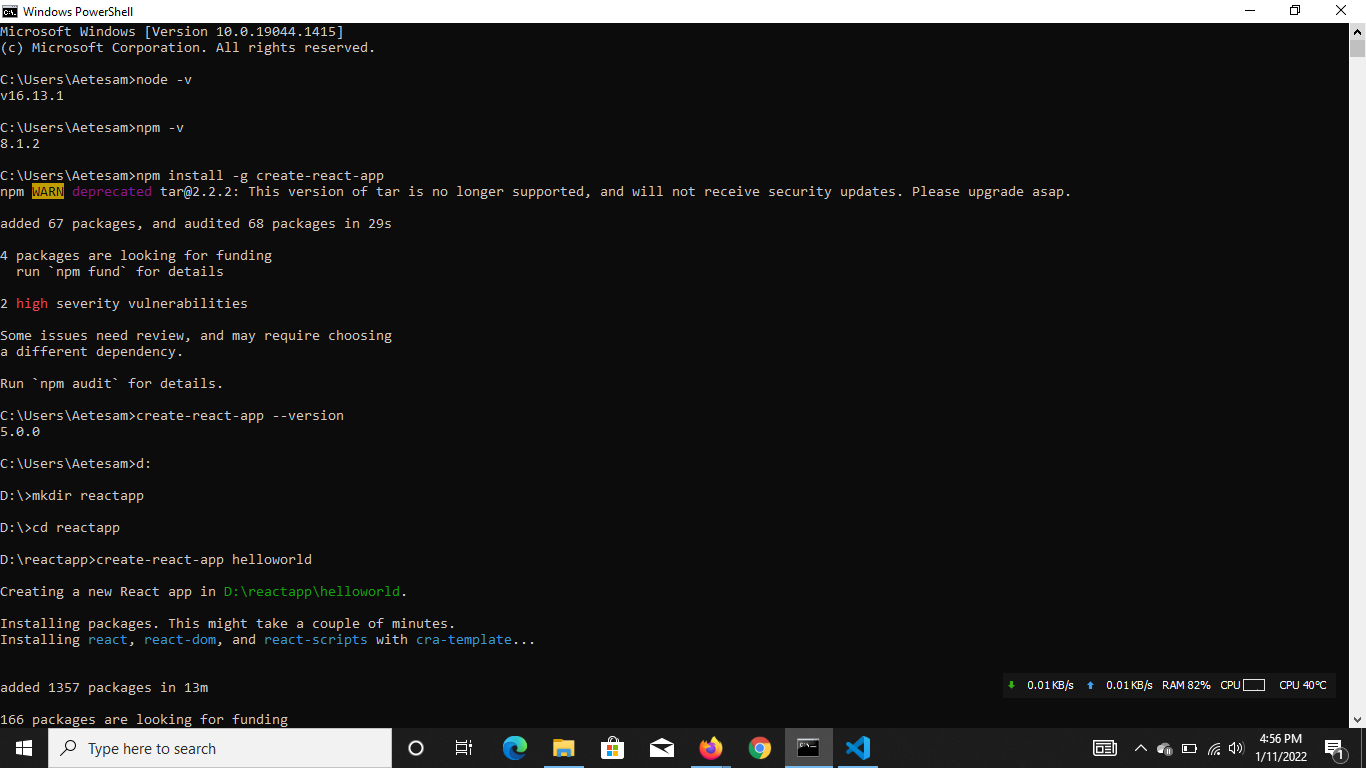 Windows PowerShell
Microsoft Windows [Version 10.0.19044.1415]
(c) Microsoft Corporation. All rights reserved.
C:\Users\Aetesam>node -v
v16.13.1
C:\Users\Aetesam>npm -v
8.1.2
C:\Users\Aetesam>npm install -g create-react-app
npm WARN deprecated tar@2.2.2: This version of tar is no longer supported, and will not receive security updates. Please upgrade asap.
added 67 packages, and audited 68 packages in 29s
4 packages are looking for funding
  run `npm fund` for details
2 high severity vulnerabilities
Some issues need review, and may require choosing
a different dependency.
Run `npm audit` for details.
C:\Users\Aetesam>create-react-app --version
5.0.0
C:\Users\Aetesam>d:
D:\>mkdir reactapp
D:\>cd reactapp
D:\reactapp>create-react-app helloworld
Creating a new React app in D:\reactapp\helloworld.
Installing packages. This might take a couple of minutes.
Installing react, react-dom, and react-scripts with cra-template...
added 1357 packages in 13m
0.01 KB/s 0.01 KB/s RAM 82% CPU CPU 40°C
166 packages are looking for funding
Type here to search
4:56 PM
1/11/2022
1